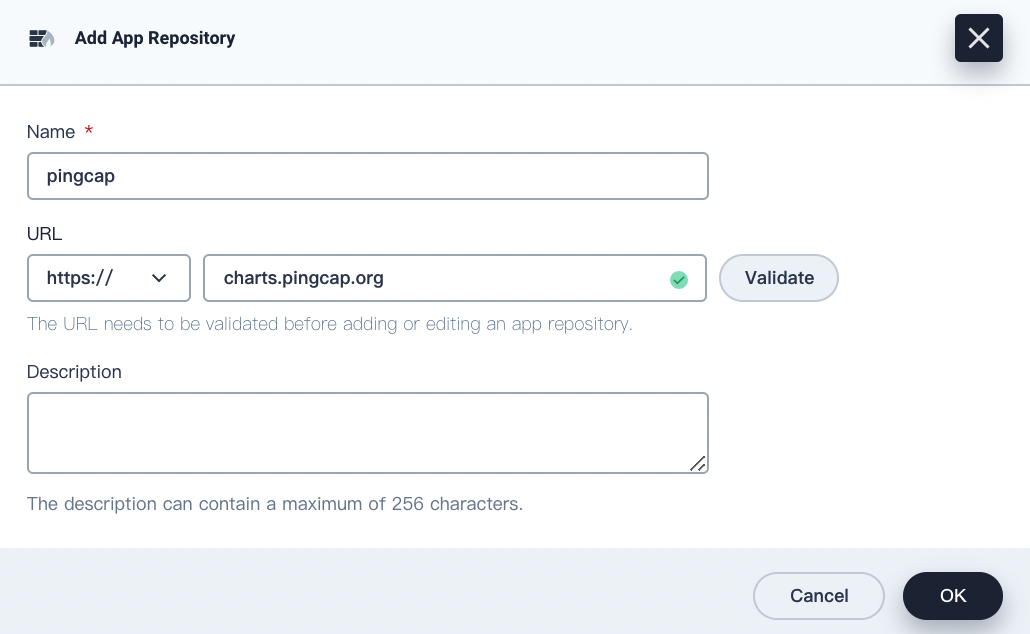 Add App Repository
Name *
pingcap
URL
https://
charts.pingcap.org
Validate
The URL needs to be validated before adding or editing an app repository.
Description
The description can contain a maximum of 256 characters.
Cancel
OK